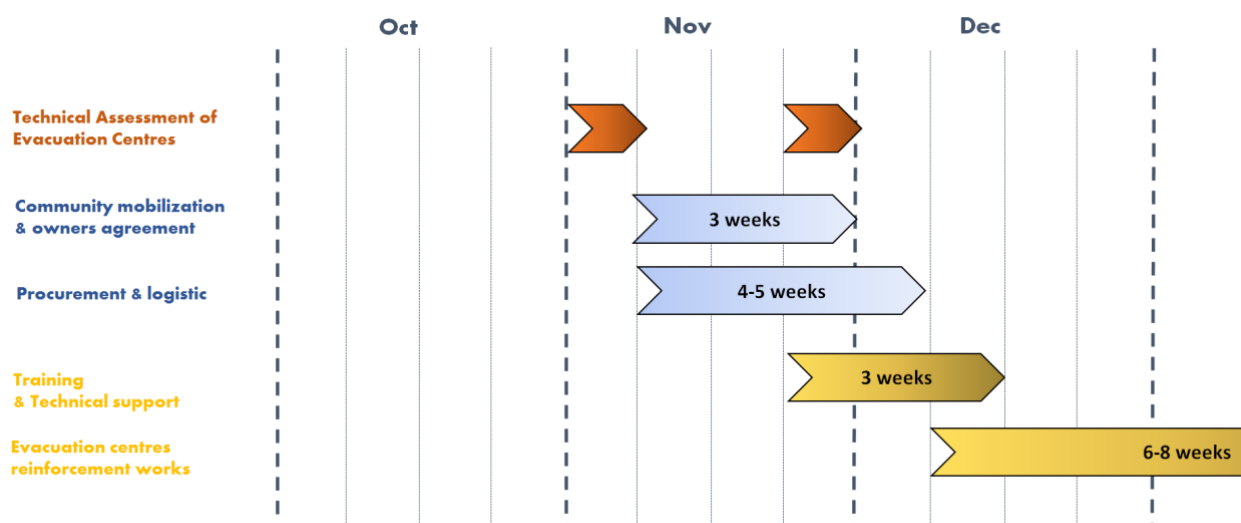 Oct
Nov
Dec
Technical Assessment of
Evacuation Centres
Community mobilization
& owners agreement
3 weeks
Procurement & logistic
4-5 weeks
Training
& Technical support
3 weeks
Evacuation centres
reinforcement works
6-8 weeks